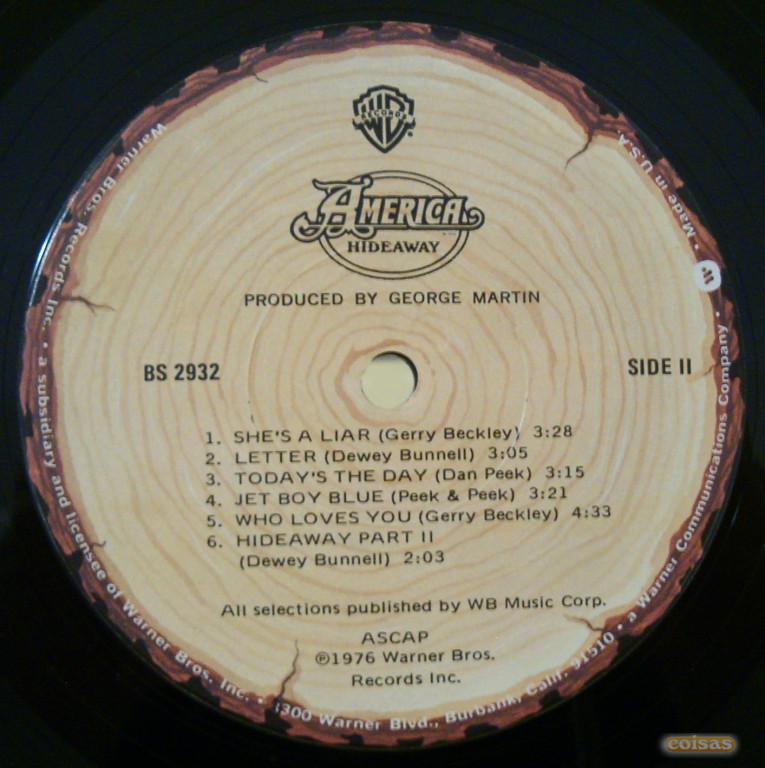 RECORDS
AMERICA
HIDEAWAY
PRODUCED BY GEORGE MARTIN
BS 2932
SIDE II
1. SHE'S A LIAR (Gerry Beckley) 3:28
2. LETTER (Dewey Bunnell) 3:05
3. TODAY'S THE DAY (Dan Peek) 3:15
4. JET BOY BLUE (Peek & Peek) 3:21
5. WHO LOVES YOU (Gerry Beckley) 4:33
6. HIDEAWAY PART II
(Dewey Bunnell) 2:03
All selections published by WB Music Corp.
ASCAP
℗1976 Warner Bros.
Records Inc.
Warner Bros. Records Inc. • a subsidiary and licensee of Warner Bros. Inc. • 3300 Warner Blvd., Burbank, Calif. 91510 • a Warner Communications Company • Made in U.S.A.
coisas